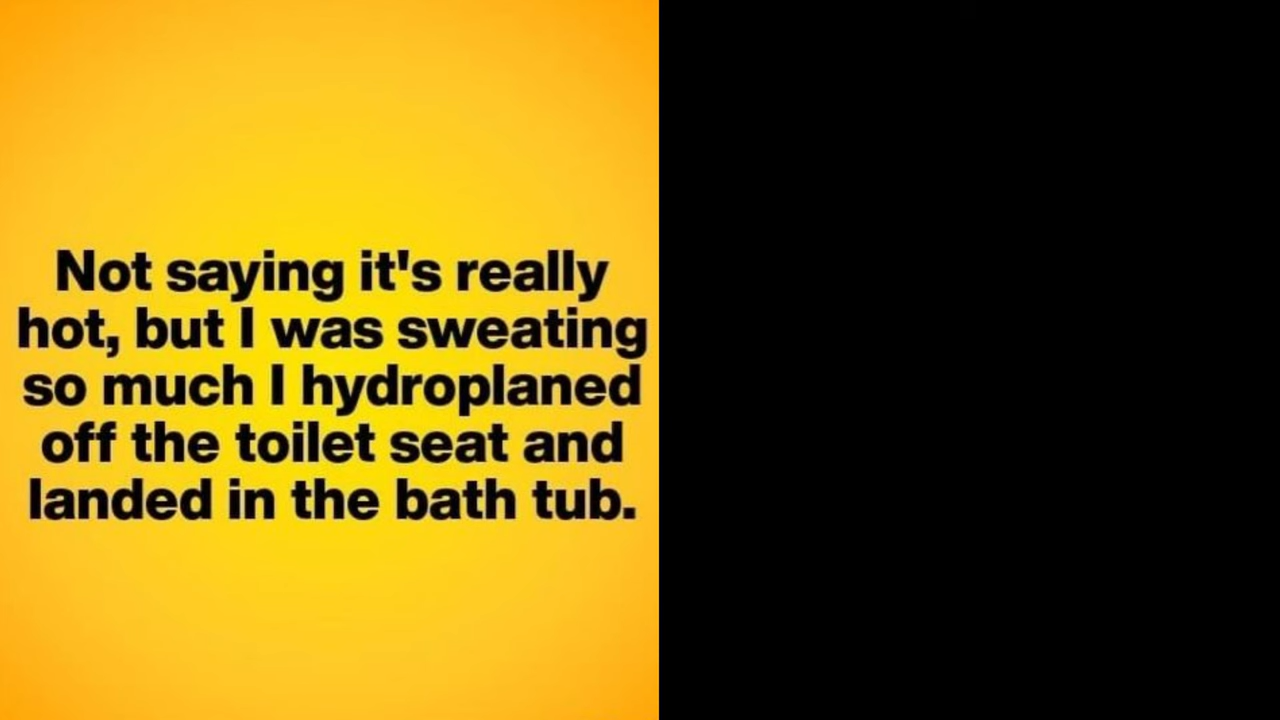 Not saying it's really
hot, but I was sweating
so much I hydroplaned
off the toilet seat and
landed in the bath tub.